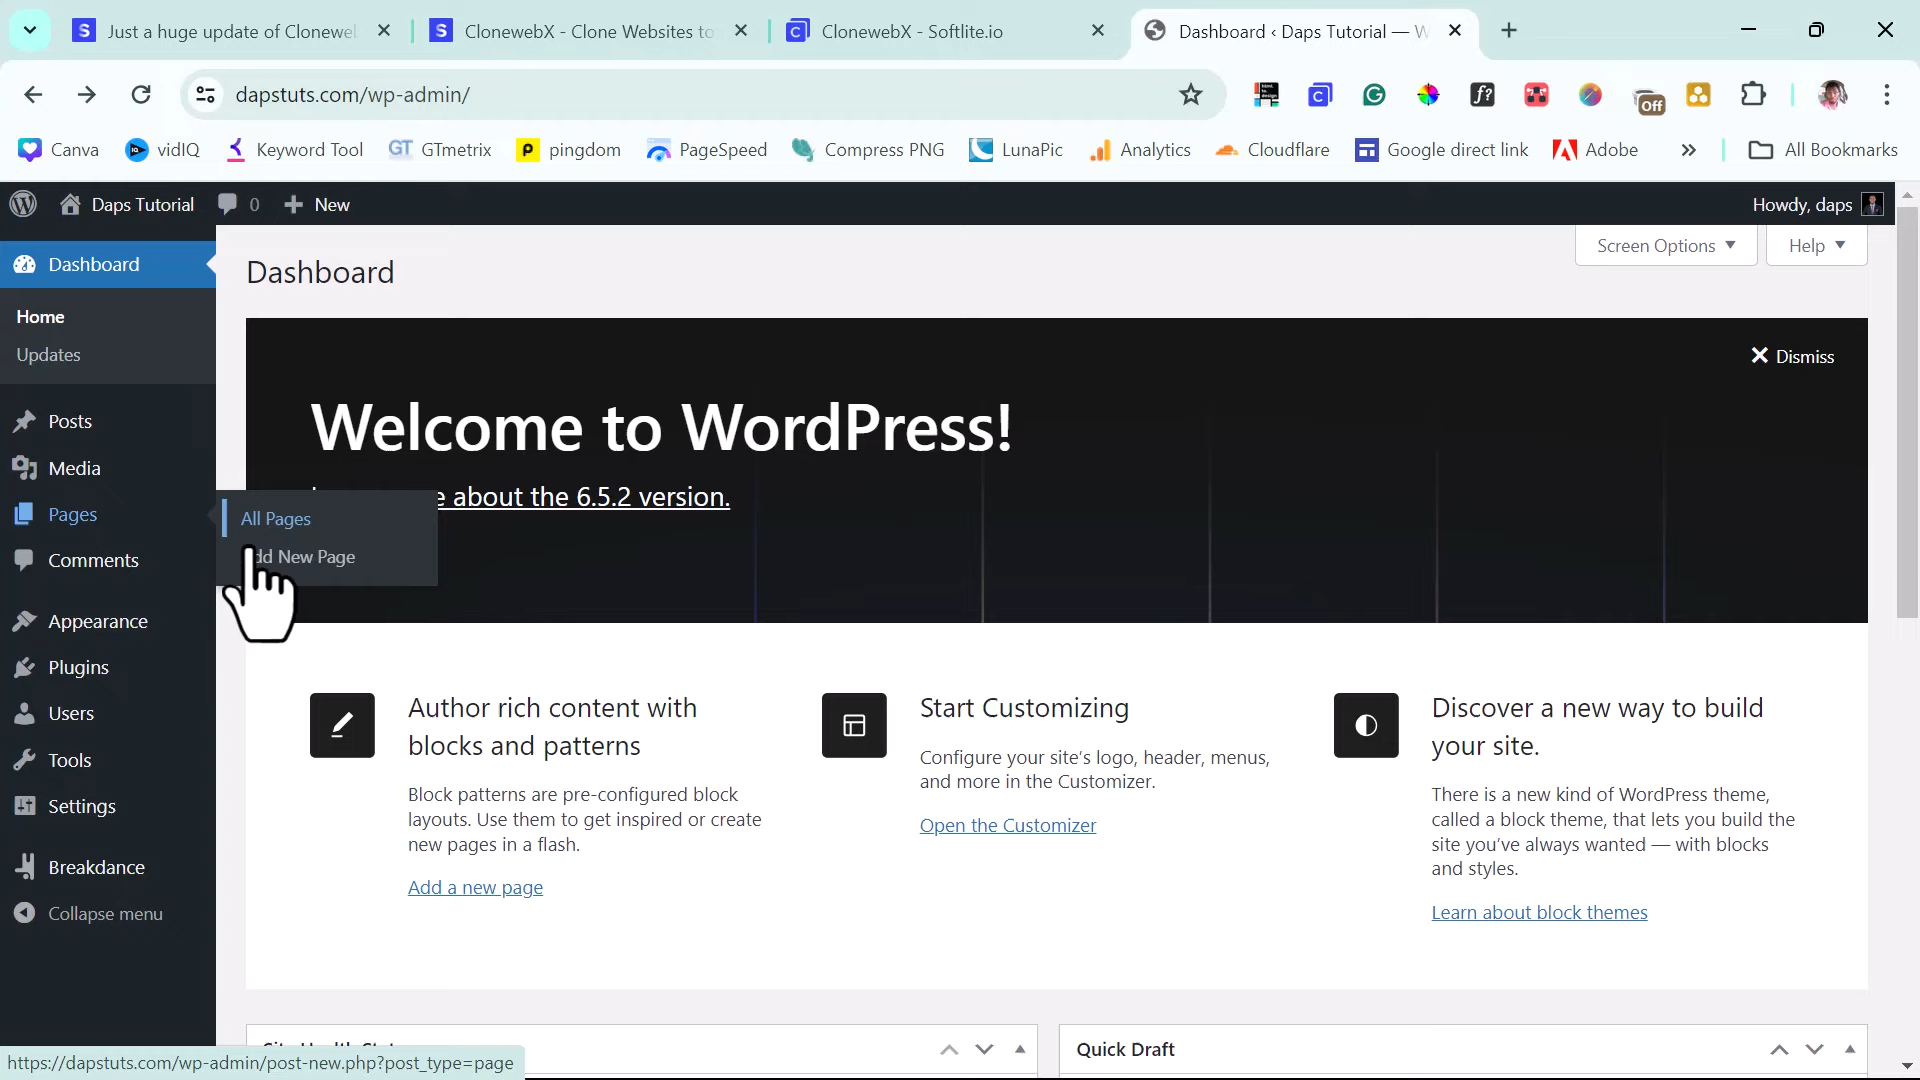 Just a huge update of Clonewe
ClonewebX - Clone Websites to
ClonewebX - Softlite.io
Dashboard ‹ Daps Tutorial —
dapstuts.com/wp-admin/
Off
Canva
vidIQ
Keyword Tool
GT GTmetrix
pingdom
PageSpeed
Compress PNG
LunaPic
Analytics
Cloudflare
Google direct link
Adobe
All Bookmarks
Daps Tutorial
0
New
Howdy, daps
Dashboard
Home
Updates
Posts
Media
Pages
All Pages
New Page
Comments
Appearance
Plugins
Users
Tools
Settings
Breakdance
Collapse menu
Dashboard
Screen Options
Help
Dismiss
Welcome to WordPress!
about the 6.5.2 version.
Author rich content with
blocks and patterns
Block patterns are pre-configured block
layouts. Use them to get inspired or create
new pages in a flash.
Add a new page
Start Customizing
Configure your site's logo, header, menus,
and more in the Customizer.
Open the Customizer
Discover a new way to build
your site.
There is a new kind of WordPress theme,
called a block theme, that lets you build the
site you've always wanted — with blocks
and styles.
Learn about block themes
Quick Draft
https://dapstuts.com/wp-admin/post-new.php?post_type=page